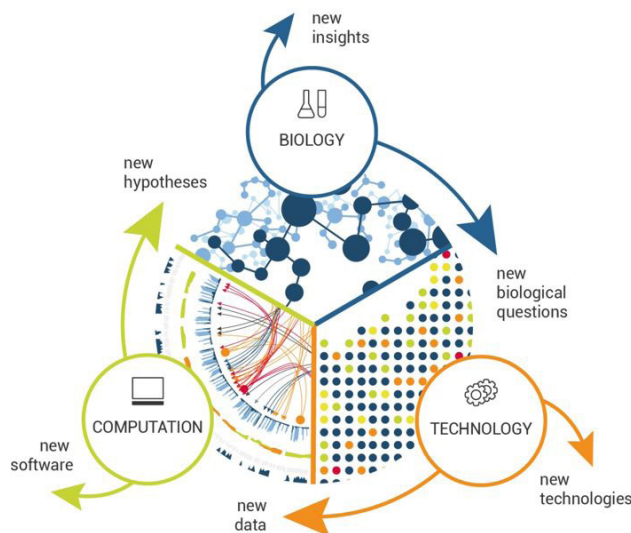 new
insights
BIOLOGY
new
hypotheses
new
biological
questions
COMPUTATION
TECHNOLOGY
new
software
new
technologies
new
data